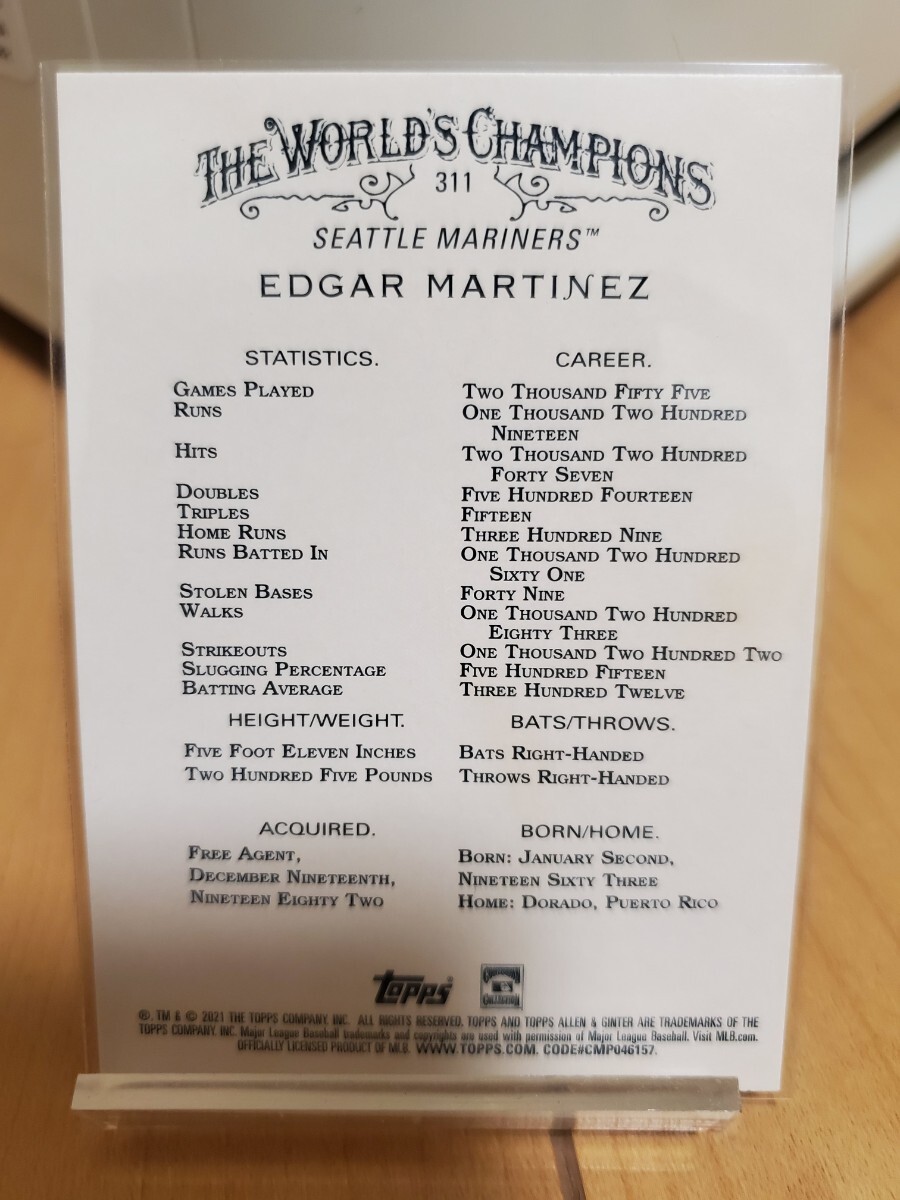 THE WORLD'S CHAMPIONS
311
SEATTLE MARINERS™
EDGAR MARTINEZ
STATISTICS. CAREER.
GAMES PLAYED TWO THOUSAND FIFTY FIVE
RUNS ONE THOUSAND TWO HUNDRED
NINETEEN
HITS TWO THOUSAND TWO HUNDRED
FORTY SEVEN
DOUBLES FIVE HUNDRED FOURTEEN
TRIPLES FIFTEEN
HOME RUNS THREE HUNDRED NINE
RUNS BATTED IN ONE THOUSAND TWO HUNDRED
SIXTY ONE
STOLEN BASES FORTY NINE
WALKS ONE THOUSAND TWO HUNDRED
EIGHTY THREE
STRIKEOUTS ONE THOUSAND TWO HUNDRED TWO
SLUGGING PERCENTAGE FIVE HUNDRED FIFTEEN
BATTING AVERAGE THREE HUNDRED TWELVE
HEIGHT/WEIGHT. BATS/THROWS.
FIVE FOOT ELEVEN INCHES BATS RIGHT-HANDED
TWO HUNDRED FIVE POUNDS THROWS RIGHT-HANDED
ACQUIRED. BORN/HOME.
FREE AGENT, BORN: JANUARY SECOND,
DECEMBER NINETEENTH, NINETEEN SIXTY THREE
NINETEEN EIGHTY TWO HOME: DORADO, PUERTO RICO
Topps COOPERSTOWN COLLECTION
®, TM & © 2021 THE TOPPS COMPANY, INC. ALL RIGHTS RESERVED. TOPPS AND TOPPS ALLEN & GINTER ARE TRADEMARKS OF THE
TOPPS COMPANY, INC. Major League Baseball trademarks and copyrights are used with permission of Major League Baseball. Visit MLB.com.
OFFICIALLY LICENSED PRODUCT OF MLB. WWW.TOPPS.COM. CODE#CMP046157.